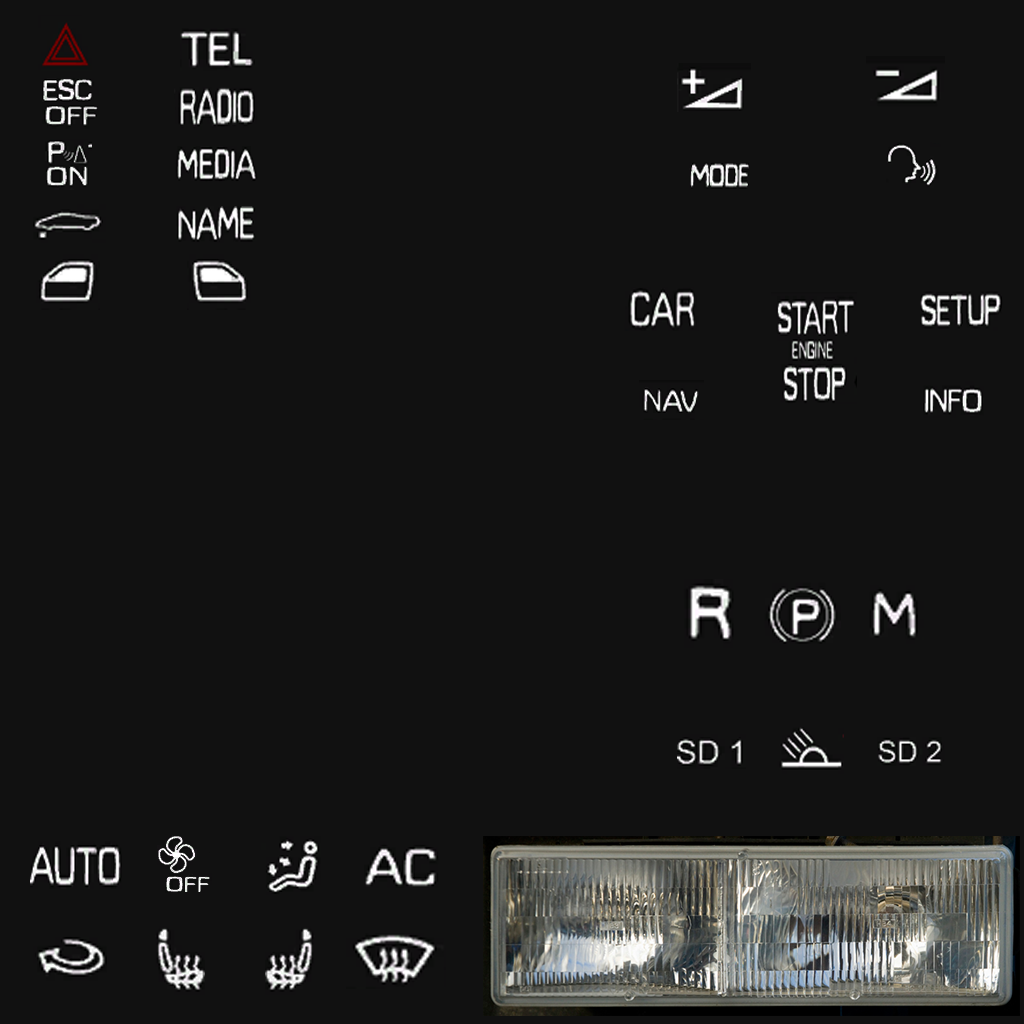 TEL
ESC
OFF
RADIO
P
ON
MEDIA
MODE
NAME
CAR
START
ENGINE
STOP
SETUP
NAV
INFO
R
P
M
SD 1
SD 2
AUTO
OFF
AC